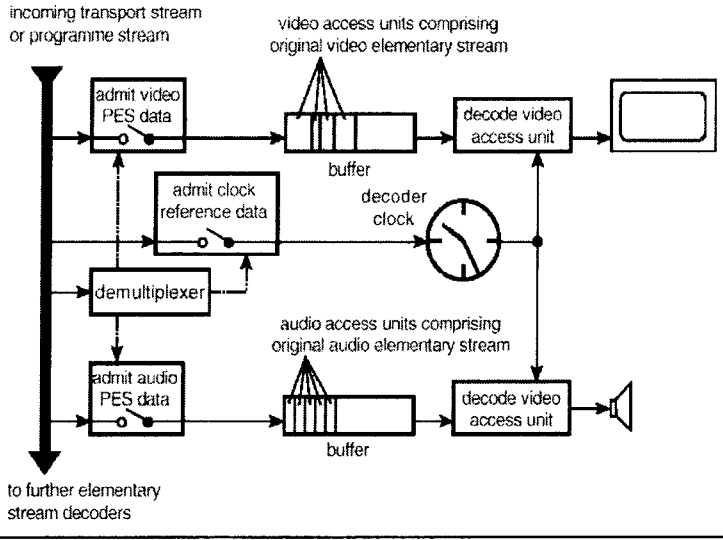 incoming transport stream
or programme stream
video access units comprising
original video elementary stream
admit video
PES data
buffer
decode video
access unit
admit clock
reference data
decoder
clock
demultiplexer
audio access units comprising
original audio elementary stream
admit audio
PES data
buffer
decode video
access unit
to further elementary
stream decoders